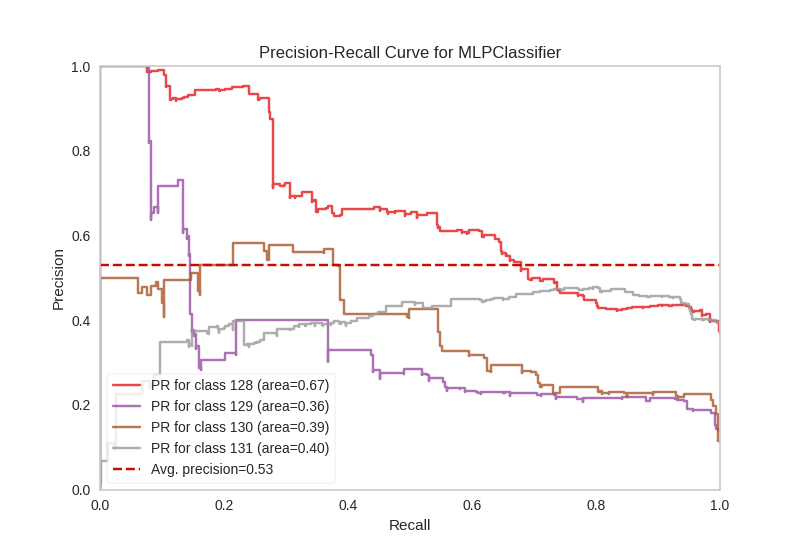 Precision-Recall Curve for MLPClassifier
1.0
0.8
0.6
0.4
0.2
0.0
Precision
PR for class 128 (area=0.67)
PR for class 129 (area=0.36)
PR for class 130 (area=0.39)
PR for class 131 (area=0.40)
Avg. precision=0.53
0.0 0.2 0.4 0.6 0.8 1.0
Recall